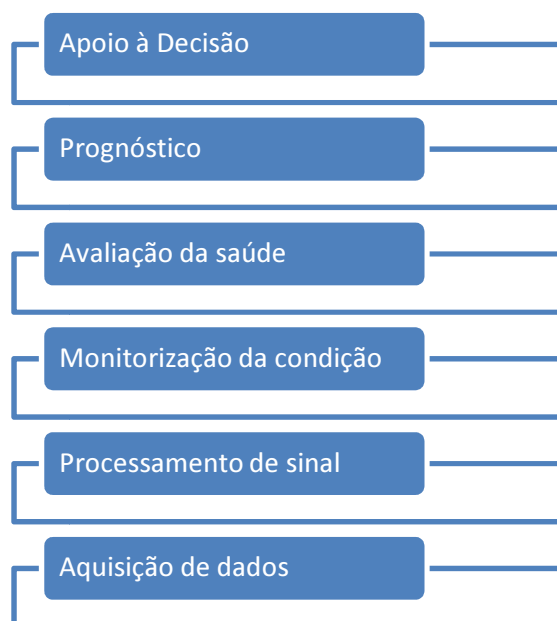 Apoio à Decisão
Prognóstico
Avaliação da saúde
Monitorização da condição
Processamento de sinal
Aquisição de dados